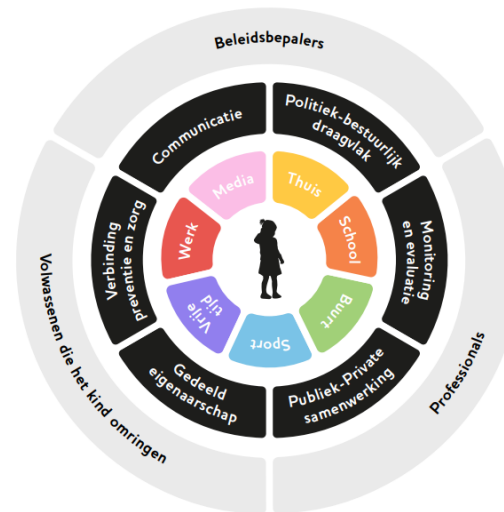 Beleidsbepalers
Communicatie
Politiek-bestuurlijk
draagvlak
Media
Thuis
Verbinding
preventie en zorg
Werk
School
Monitoring
en evaluatie
Vrije
tijd
Sport
Buurt
Gedeeld
eigenaarschap
Publiek-Private
samenwerking
Volwassenen die het kind omringen
Professionals